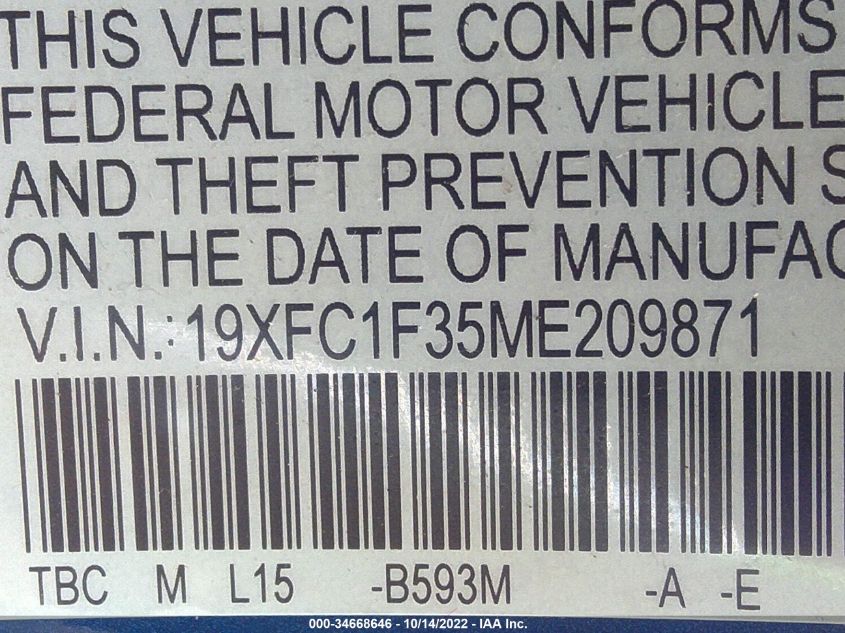 THIS VEHICLE CONFORMS
FEDERAL MOTOR VEHICLE
AND THEFT PREVENTION S
ON THE DATE OF MANUFAC
V.I.N.: 19XFC1F35ME209871
TBC M L15 -B593M -A -E
000-34668646 - 10/14/2022 - IAA Inc.